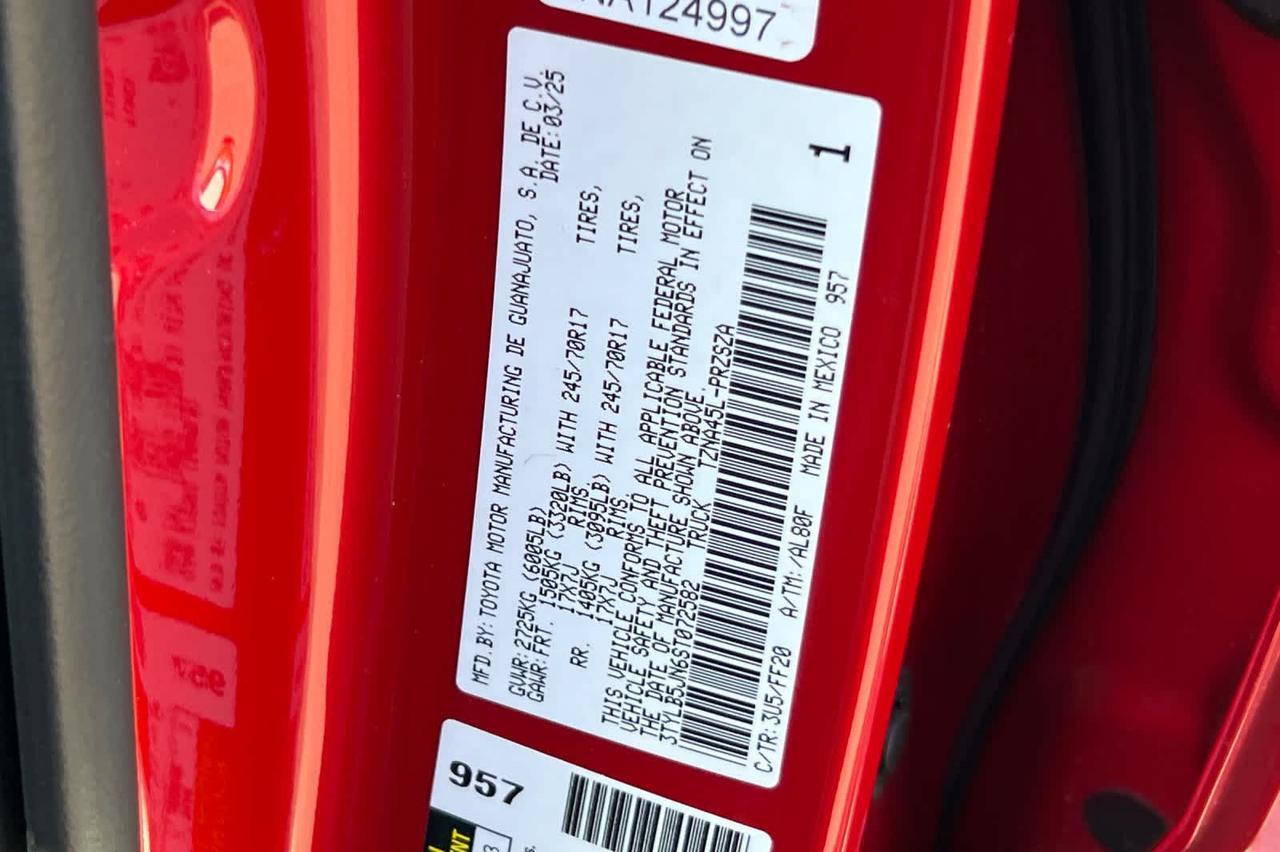 NA124997
MFD.BY:TOYOTA MOTOR MANUFACTURING DE GUANAJUATO, S.A. DE C.V.
DATE:03/25
GVWR:2725KG (6005LB)
GAWR:FRT. 1505KG (3320LB) WITH 245/70R17 TIRES,
17X7J RIMS.
RR. 1405KG (3095LB) WITH 245/70R17 TIRES,
17X7J RIMS.
THIS VEHICLE CONFORMS TO ALL APPLICABLE FEDERAL MOTOR
VEHICLE SAFETY AND THEFT PREVENTION STANDARDS IN EFFECT ON
THE DATE OF MANUFACTURE SHOWN ABOVE.
3TYLB5JN6ST072582 TRUCK TZNA45L-PRZSZA
1
C/TR:3U5/FF20 A/TM:/AL80F MADE IN MEXICO 957
957